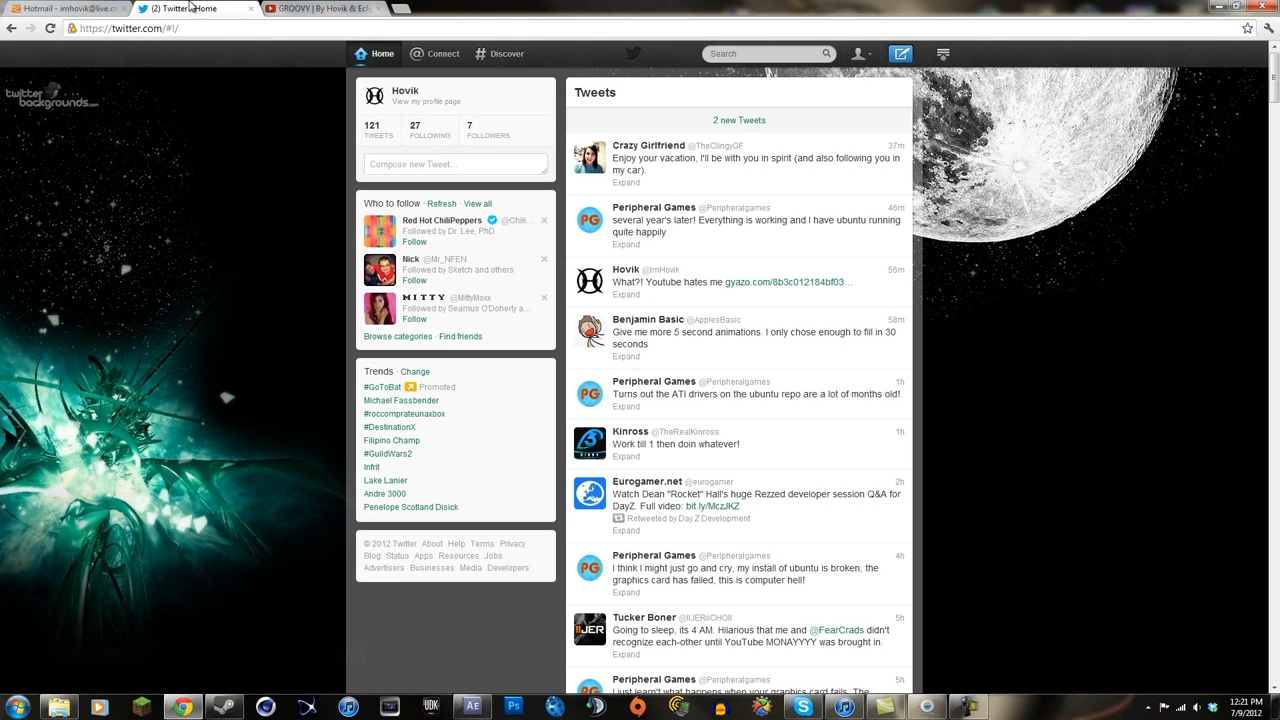 Hotmail - imhovik@live.co
(2) Twitter / Home
GROOVY | By Hovik & Ecli
https://twitter.com/#!/
Home
Connect
Discover
Search
twitter
backgrounds.com
Hovik
View my profile page
121
TWEETS
27
FOLLOWING
7
FOLLOWERS
Compose new Tweet...
Who to follow · Refresh · View all
Red Hot ChiliPeppers @Chili...
Followed by Dr. Lee, PhD
Follow
Nick @Mr_NFEN
Followed by Sketch and others
Follow
M I T T Y @MittyMoxx
Followed by Seamus O'Doherty a...
Follow
Browse categories · Find friends
Trends · Change
#GoToBat Promoted
Michael Fassbender
#roccomprateunaxbox
#DestinationX
Filipino Champ
#GuildWars2
Infrit
Lake Lanier
Andre 3000
Penelope Scotland Disick
© 2012 Twitter About Help Terms Privacy
Blog Status Apps Resources Jobs
Advertisers Businesses Media Developers
Tweets
2 new Tweets
Crazy Girlfriend @TheClingyGF 37m
Enjoy your vacation, I'll be with you in spirit (and also following you in
my car).
Expand
PG
Peripheral Games @Peripheralgames 46m
several year's later! Everything is working and I have ubuntu running
quite happily
Expand
Hovik @ImHovik 56m
What?! Youtube hates me gyazo.com/8b3c012184bf03...
Expand
Benjamin Basic @ApplesBasic 58m
Give me more 5 second animations. I only chose enough to fill in 30
seconds
Expand
PG
Peripheral Games @Peripheralgames 1h
Turns out the ATI drivers on the ubuntu repo are a lot of months old!
Expand
Kinross @TheRealKinross 1h
Work till 1 then doin whatever!
Expand
Eurogamer.net @eurogamer 2h
Watch Dean "Rocket" Hall's huge Rezzed developer session Q&A for
DayZ. Full video: bit.ly/MczJKZ
Retweeted by Day Z Development
Expand
PG
Peripheral Games @Peripheralgames 4h
I think I might just go and cry, my install of ubuntu is broken, the
graphics card has failed, this is computer hell!
Expand
IIJER
Tucker Boner @IIJERiiCHOII 5h
Going to sleep, its 4 AM. Hilarious that me and @FearCrads didn't
recognize each-other until YouTube MONAYYYY was brought in.
Expand
Peripheral Games @Peripheralgames 5h
I just learn't what happens when your graphics card fails. The
UDK
Ae
Ps
12:21 PM
7/9/2012